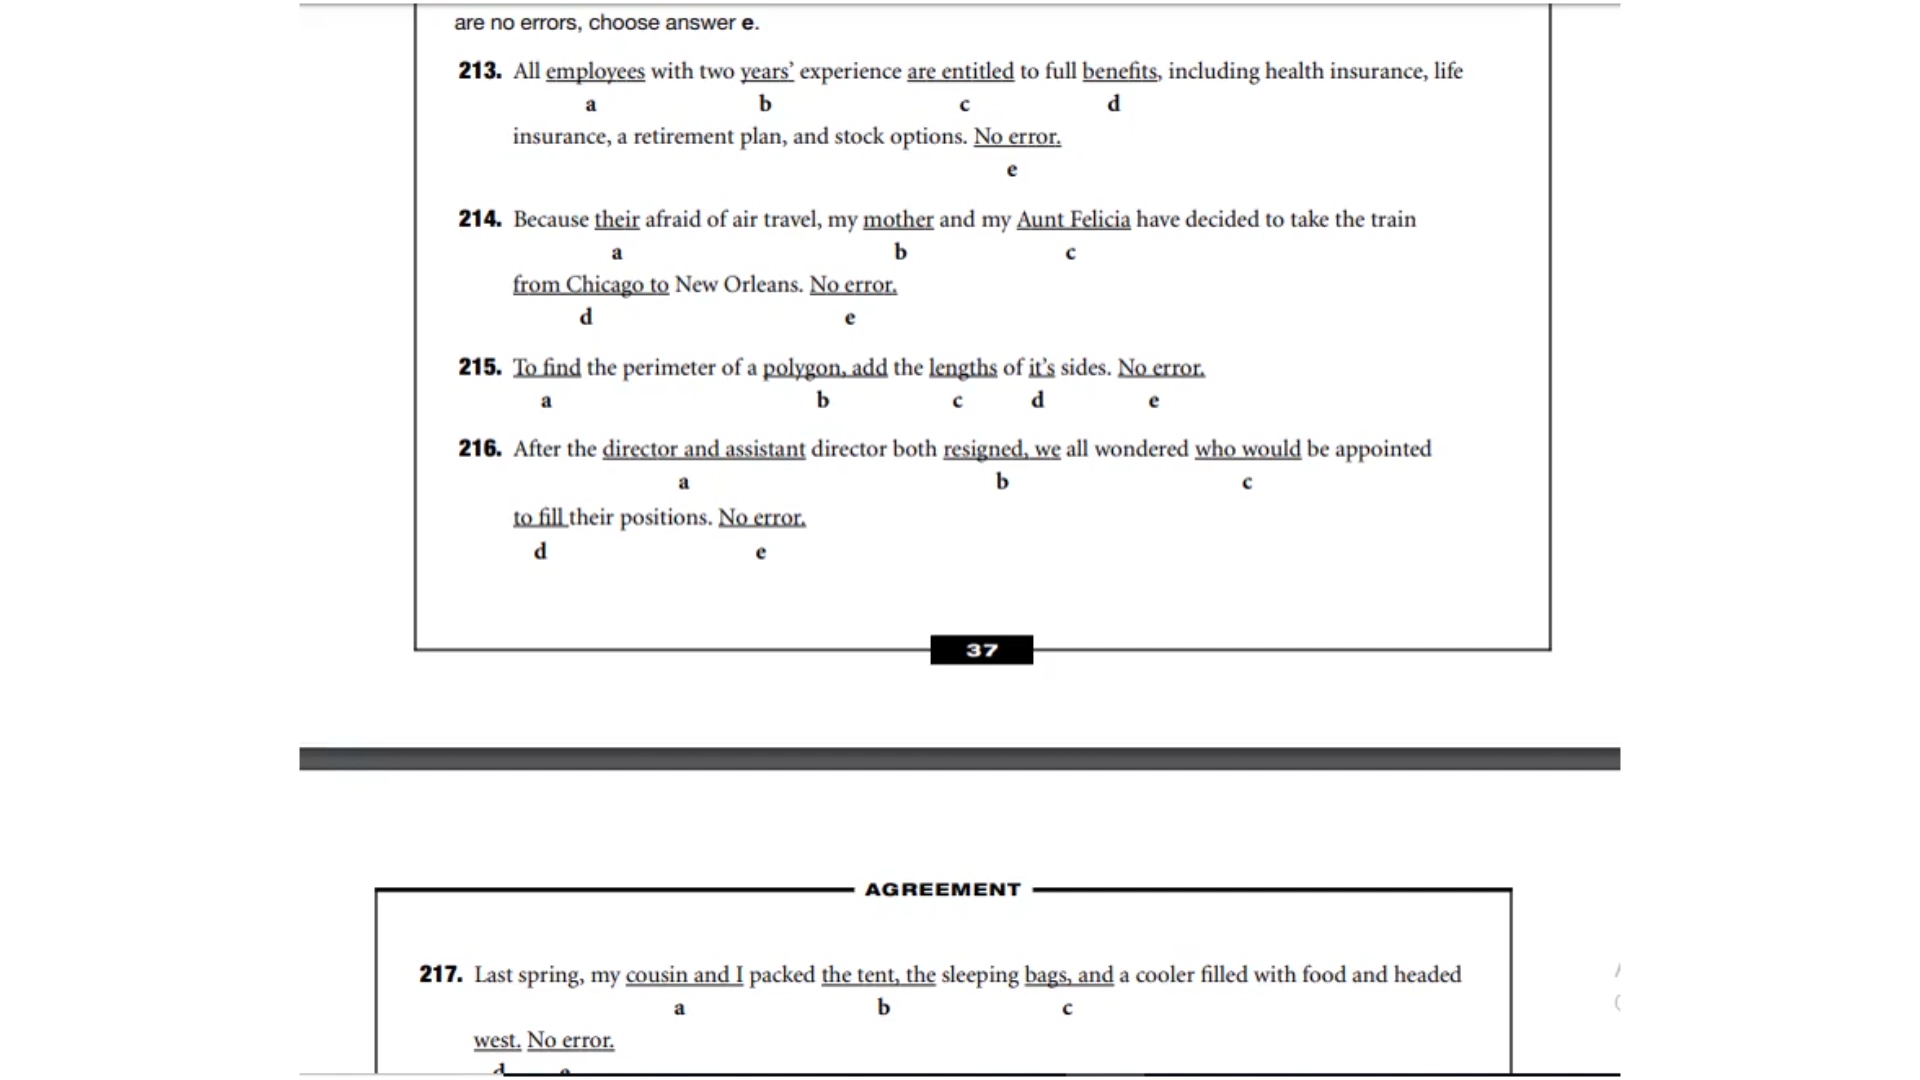 are no errors, choose answer e.
213. All employees with two years' experience are entitled to full benefits, including health insurance, life
a b c d
insurance, a retirement plan, and stock options. No error.
e
214. Because their afraid of air travel, my mother and my Aunt Felicia have decided to take the train
a b c
from Chicago to New Orleans. No error.
d e
215. To find the perimeter of a polygon, add the lengths of it's sides. No error.
a b c d e
216. After the director and assistant director both resigned, we all wondered who would be appointed
a b c
to fill their positions. No error.
d e
37
AGREEMENT
217. Last spring, my cousin and I packed the tent, the sleeping bags, and a cooler filled with food and headed
a b c
west. No error.
d e